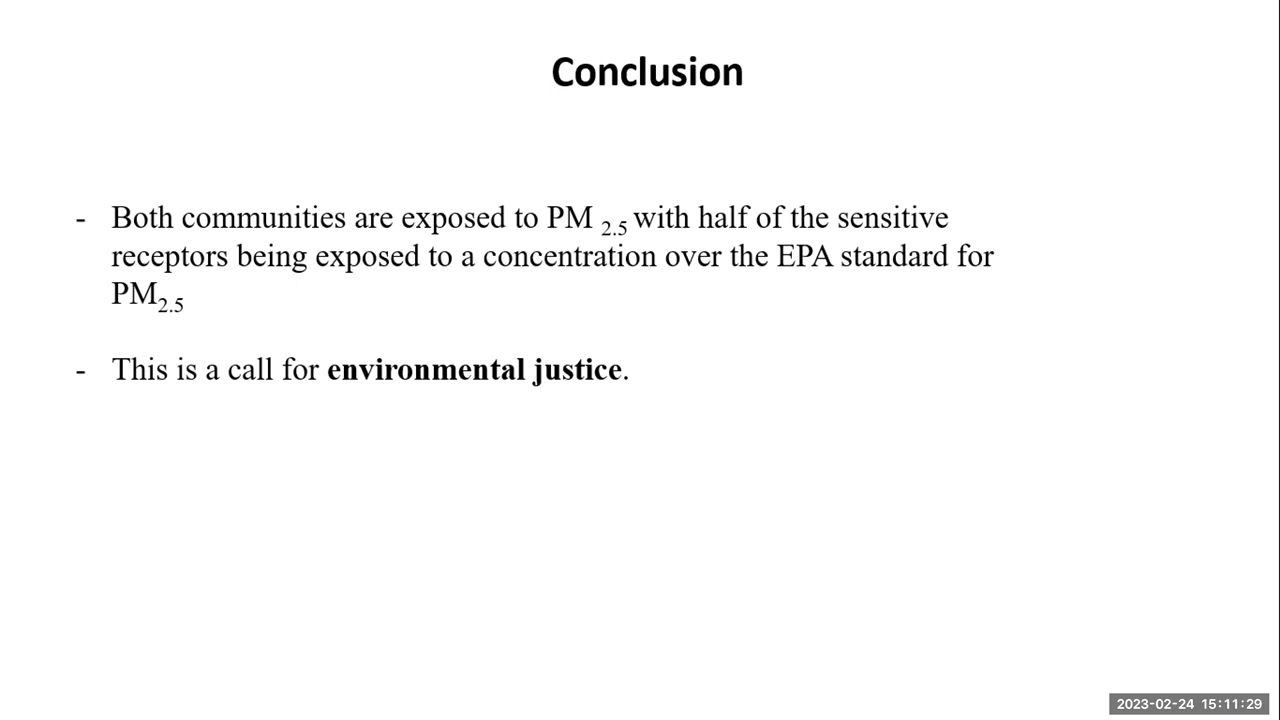 Conclusion
- Both communities are exposed to PM 2.5 with half of the sensitive
receptors being exposed to a concentration over the EPA standard for
PM2.5
- This is a call for environmental justice.
2023-02-24 15:11:29